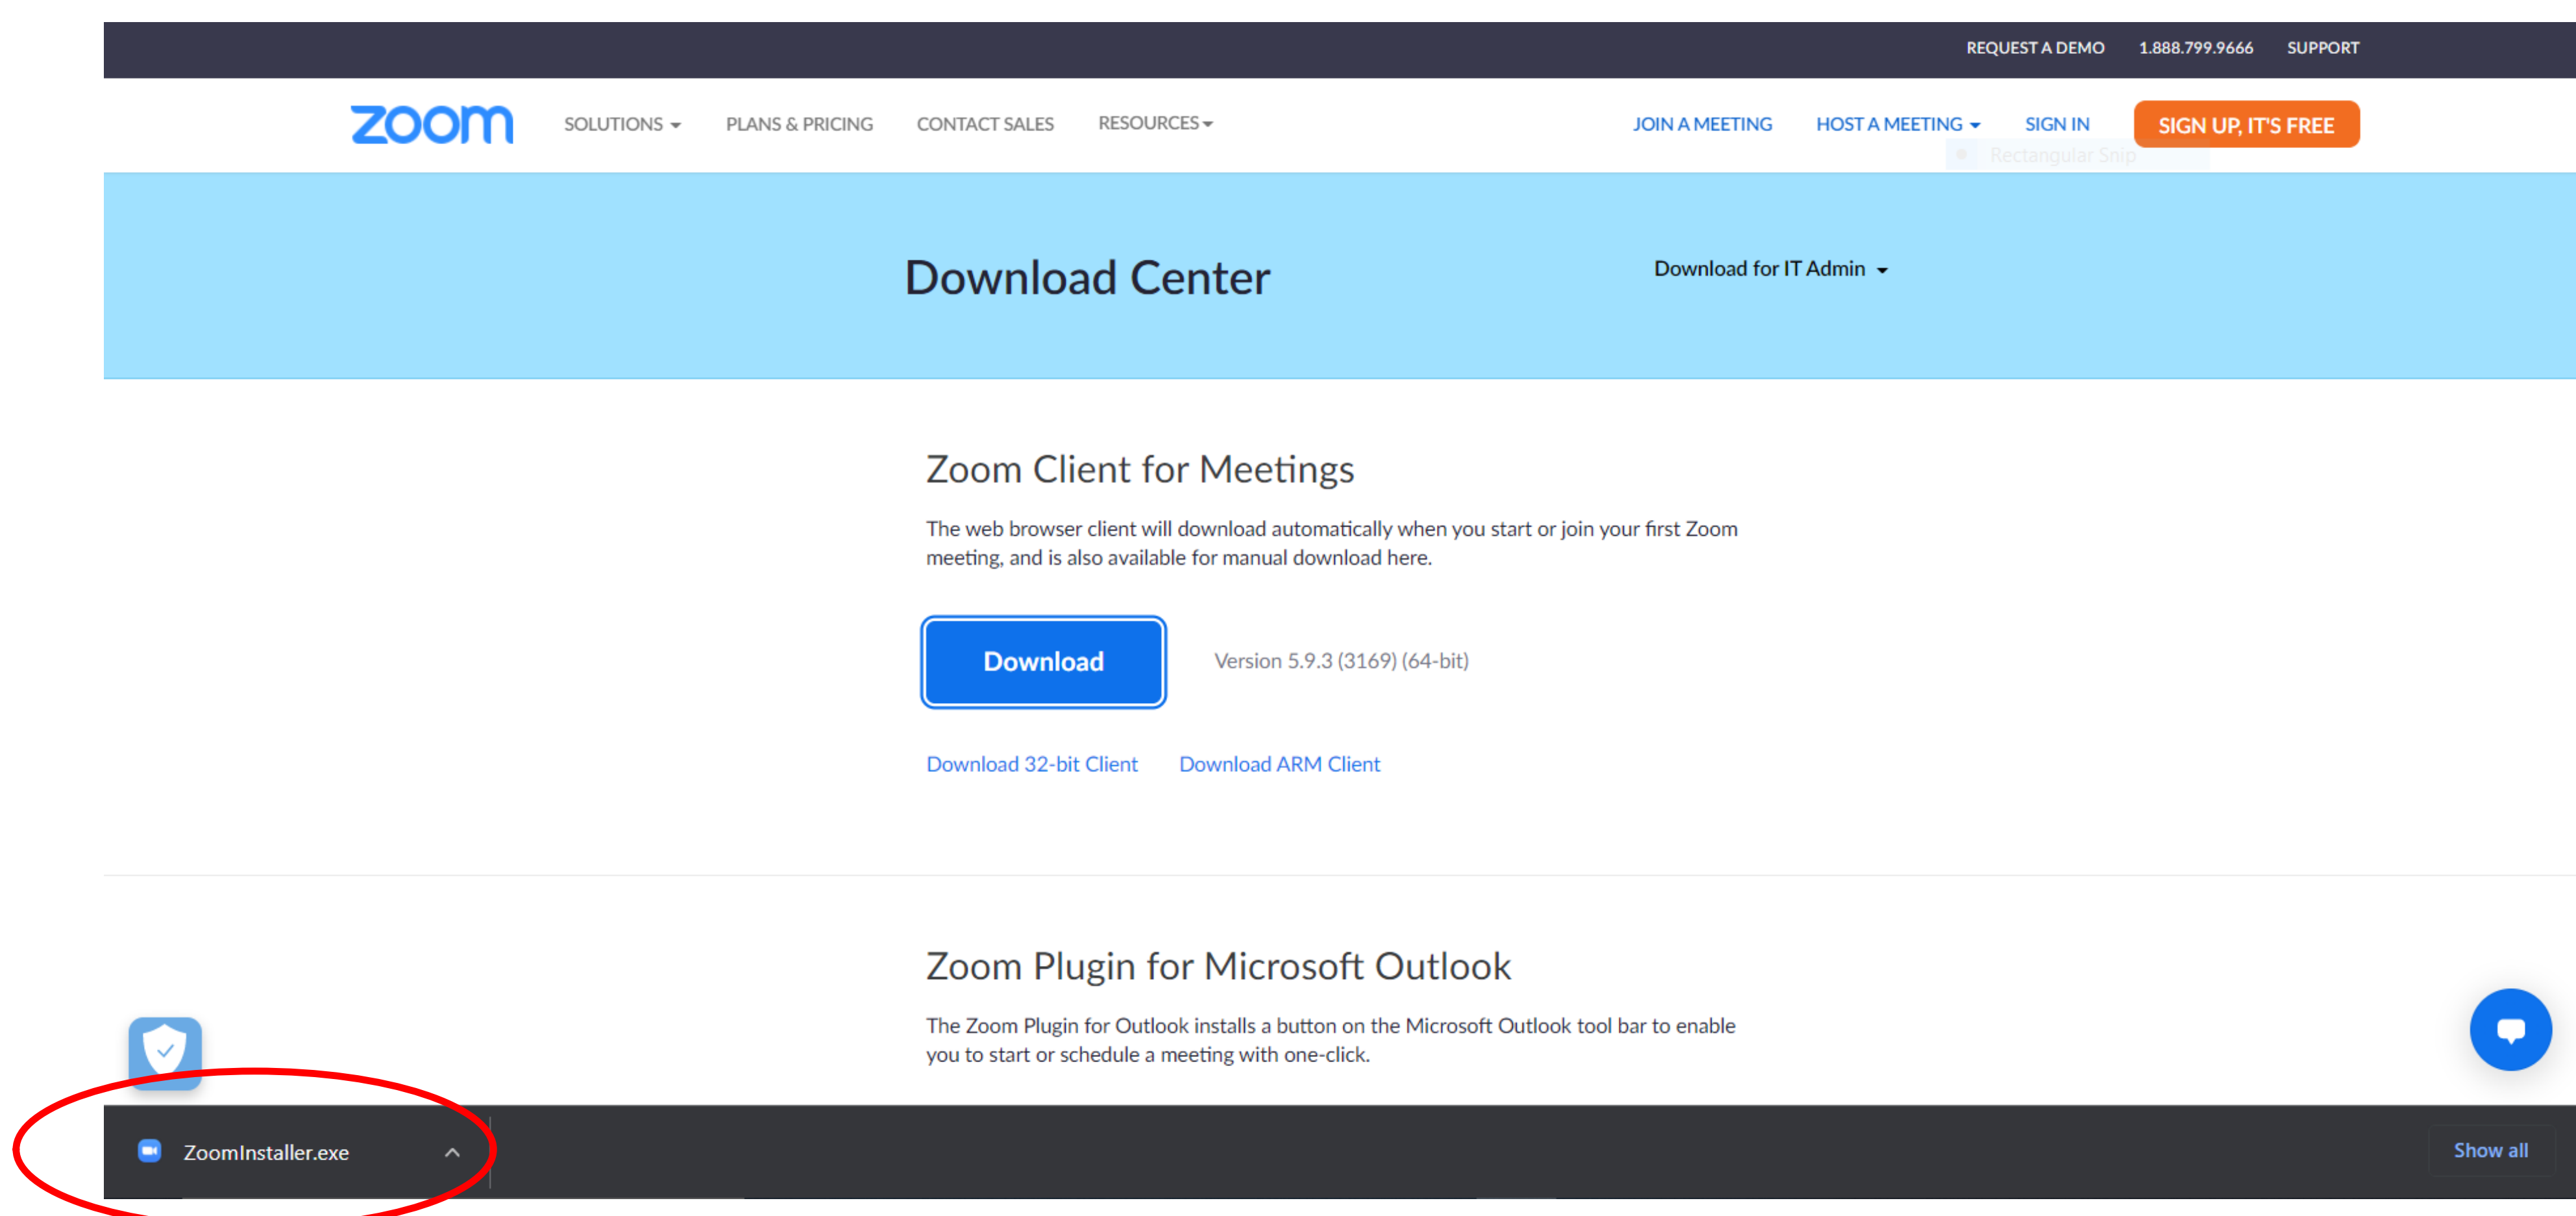 REQUEST A DEMO 1.888.799.9666 SUPPORT
zoom SOLUTIONS PLANS & PRICING CONTACT SALES RESOURCES JOIN A MEETING HOST A MEETING SIGN IN SIGN UP, IT'S FREE
Rectangular Snip
Download Center Download for IT Admin
Zoom Client for Meetings
The web browser client will download automatically when you start or join your first Zoom
meeting, and is also available for manual download here.
Download Version 5.9.3 (3169) (64-bit)
Download 32-bit Client Download ARM Client
Zoom Plugin for Microsoft Outlook
The Zoom Plugin for Outlook installs a button on the Microsoft Outlook tool bar to enable
you to start or schedule a meeting with one-click.
ZoomInstaller.exe Show all